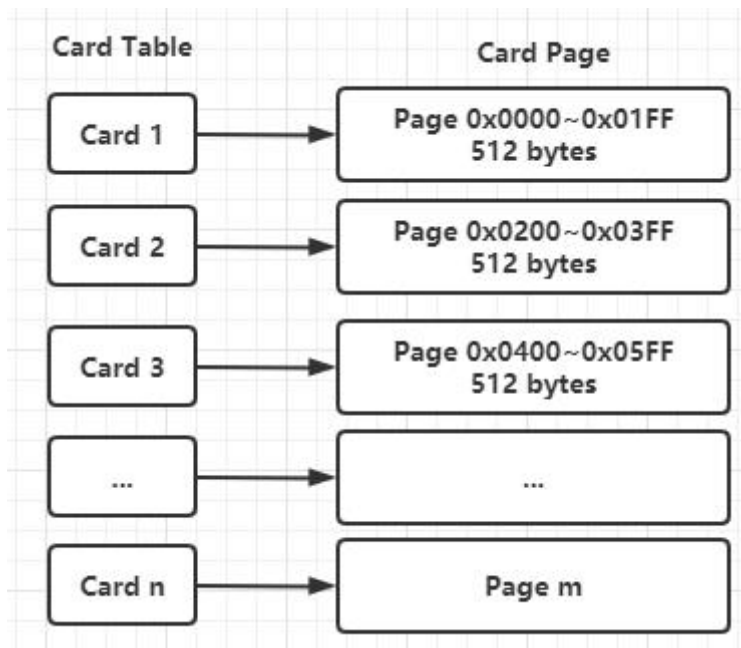 Card Table
Card Page
Card 1
Page 0x0000~0x01FF
512 bytes
Card 2
Page 0x0200~0x03FF
512 bytes
Card 3
Page 0x0400~0x05FF
512 bytes
...
...
Card n
Page m